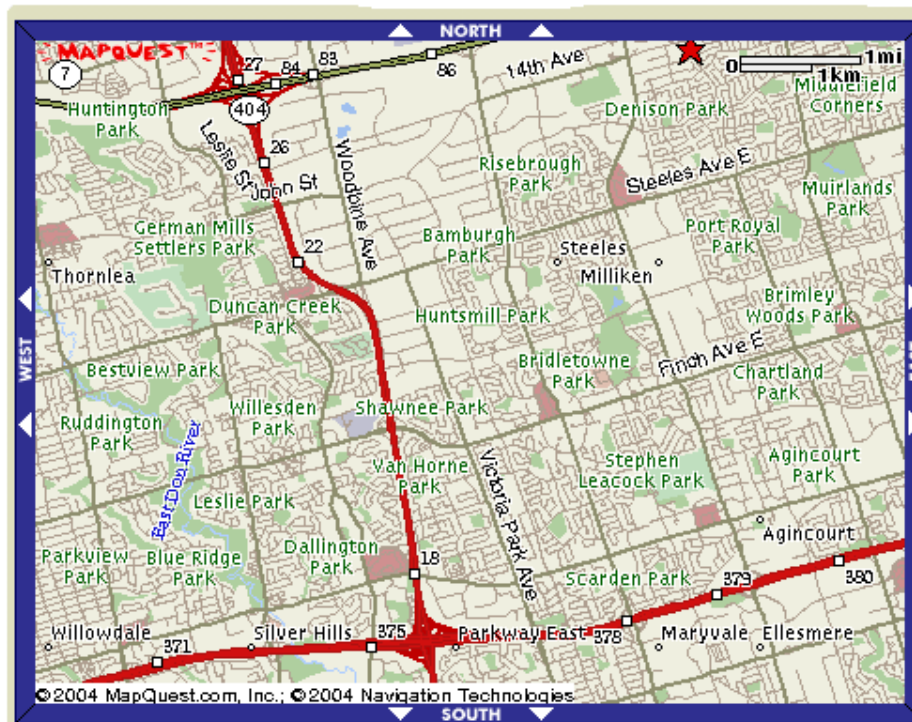 NORTH
MAPQUEST™
7
27
84
83
86
14th Ave
0
1mi
1km
Huntington
Park
404
Denison Park
Middlefield
Corners
Leslie St
26
Woodbine Ave
John St
Risebrough
Park
Steeles Ave E
Muirlands
Park
German Mills
Settlers Park
22
Bamburgh
Park
Steeles
Port Royal
Park
Thornlea
Milliken
WEST
Duncan Creek
Park
Huntsmill Park
Brimley
Woods Park
Bestview Park
Bridletowne
Park
Finch Ave E
Chartland
Park
Ruddington
Park
Willesden
Park
Shawnee Park
East Don River
Van Horne
Park
Victoria Park Ave
Stephen
Leacock Park
Agincourt
Park
Leslie Park
Agincourt
Parkview
Park
Blue Ridge
Park
Dallington
Park
18
Scarden Park
379
380
Willowdale
371
Silver Hills
375
Parkway East
378
Maryvale
Ellesmere
© 2004 MapQuest.com, Inc.; © 2004 Navigation Technologies
SOUTH